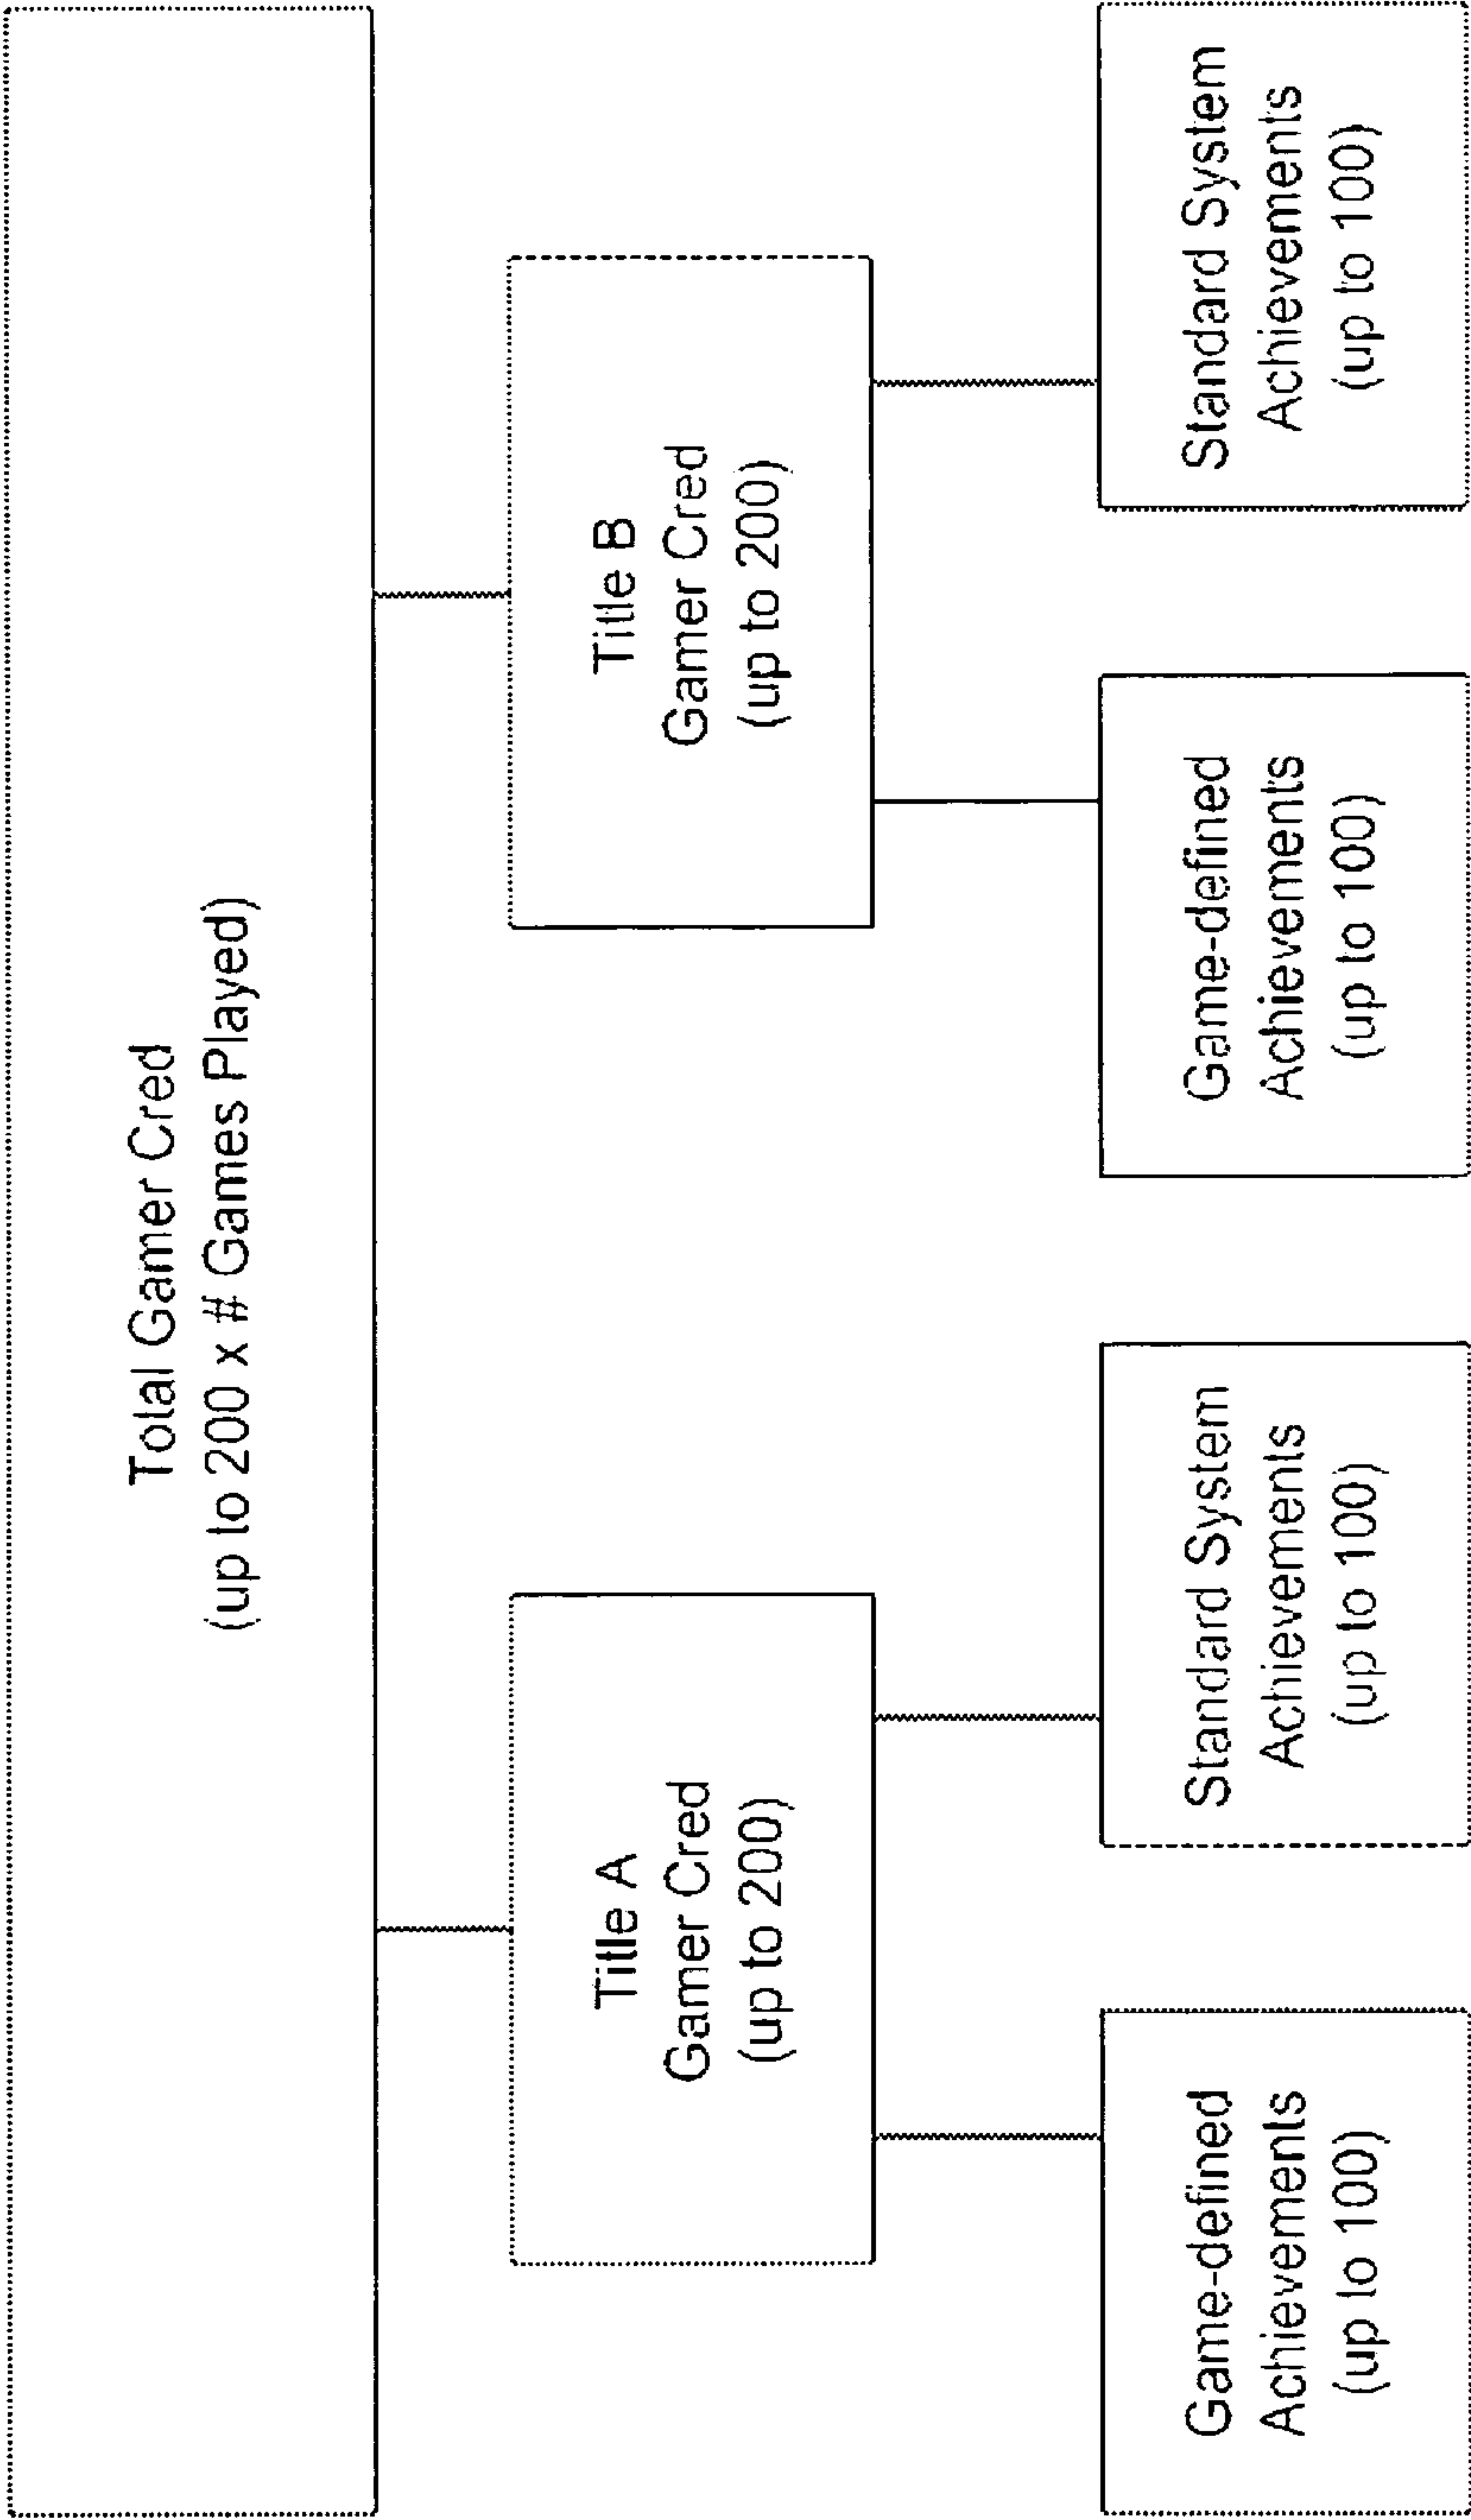 Total Gamer Cred
(up to 200 x # Games Played)
Title A
Gamer Cred
(up to 200)
Title B
Gamer Cred
(up to 200)
Game-defined
Achievements
(up to 100)
Standard System
Achievements
(up to 100)
Game-defined
Achievements
(up to 100)
Standard System
Achievements
(up to 100)